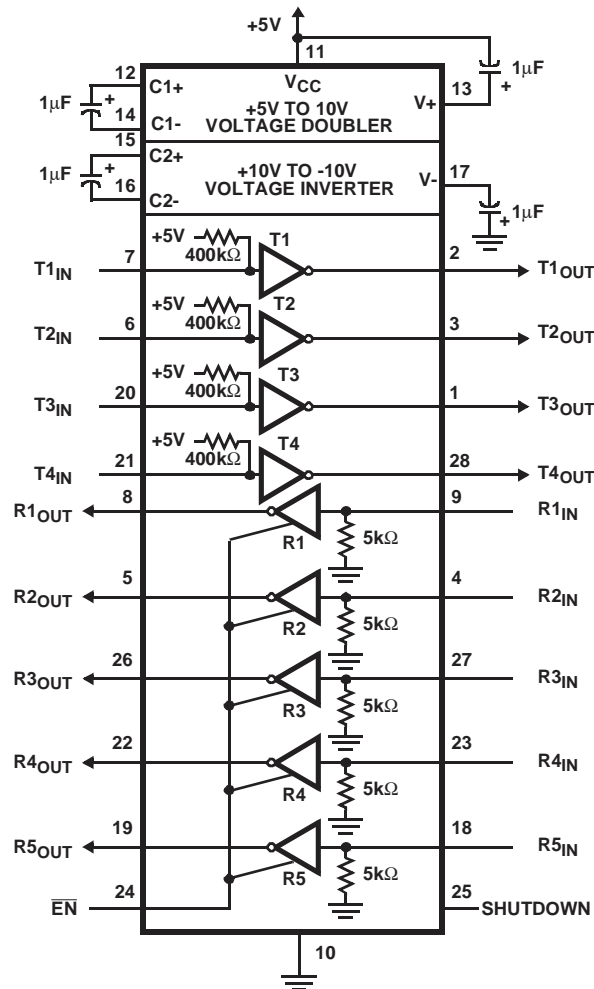 +5V
11
12
C1+
VCC
1μF
+
+5V TO 10V
VOLTAGE DOUBLER
V+
13
+
1μF
14
C1-
15
C2+
1μF
+
+10V TO -10V
VOLTAGE INVERTER
V-
17
16
C2-
+
1μF
+5V
400kΩ
T1
T1IN
7
2
T1OUT
+5V
400kΩ
T2
T2IN
6
3
T2OUT
+5V
400kΩ
T3
T3IN
20
1
T3OUT
+5V
400kΩ
T4
T4IN
21
28
T4OUT
R1OUT
8
9
R1IN
R1
5kΩ
R2OUT
5
4
R2IN
R2
5kΩ
R3OUT
26
27
R3IN
R3
5kΩ
R4OUT
22
23
R4IN
R4
5kΩ
R5OUT
19
18
R5IN
R5
5kΩ
EN
24
25
SHUTDOWN
10